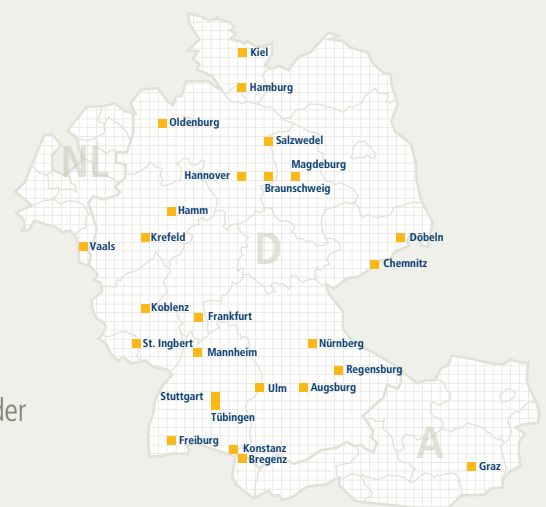 Kiel
Hamburg
Oldenburg
Salzwedel
NL
Magdeburg
Hannover
Braunschweig
Hamm
Krefeld
Döbeln
Vaals
D
Chemnitz
Koblenz
Frankfurt
St. Ingbert
Nürnberg
Mannheim
Regensburg
Ulm
Augsburg
Stuttgart
der
Tübingen
Freiburg
A
Konstanz
Bregenz
Graz